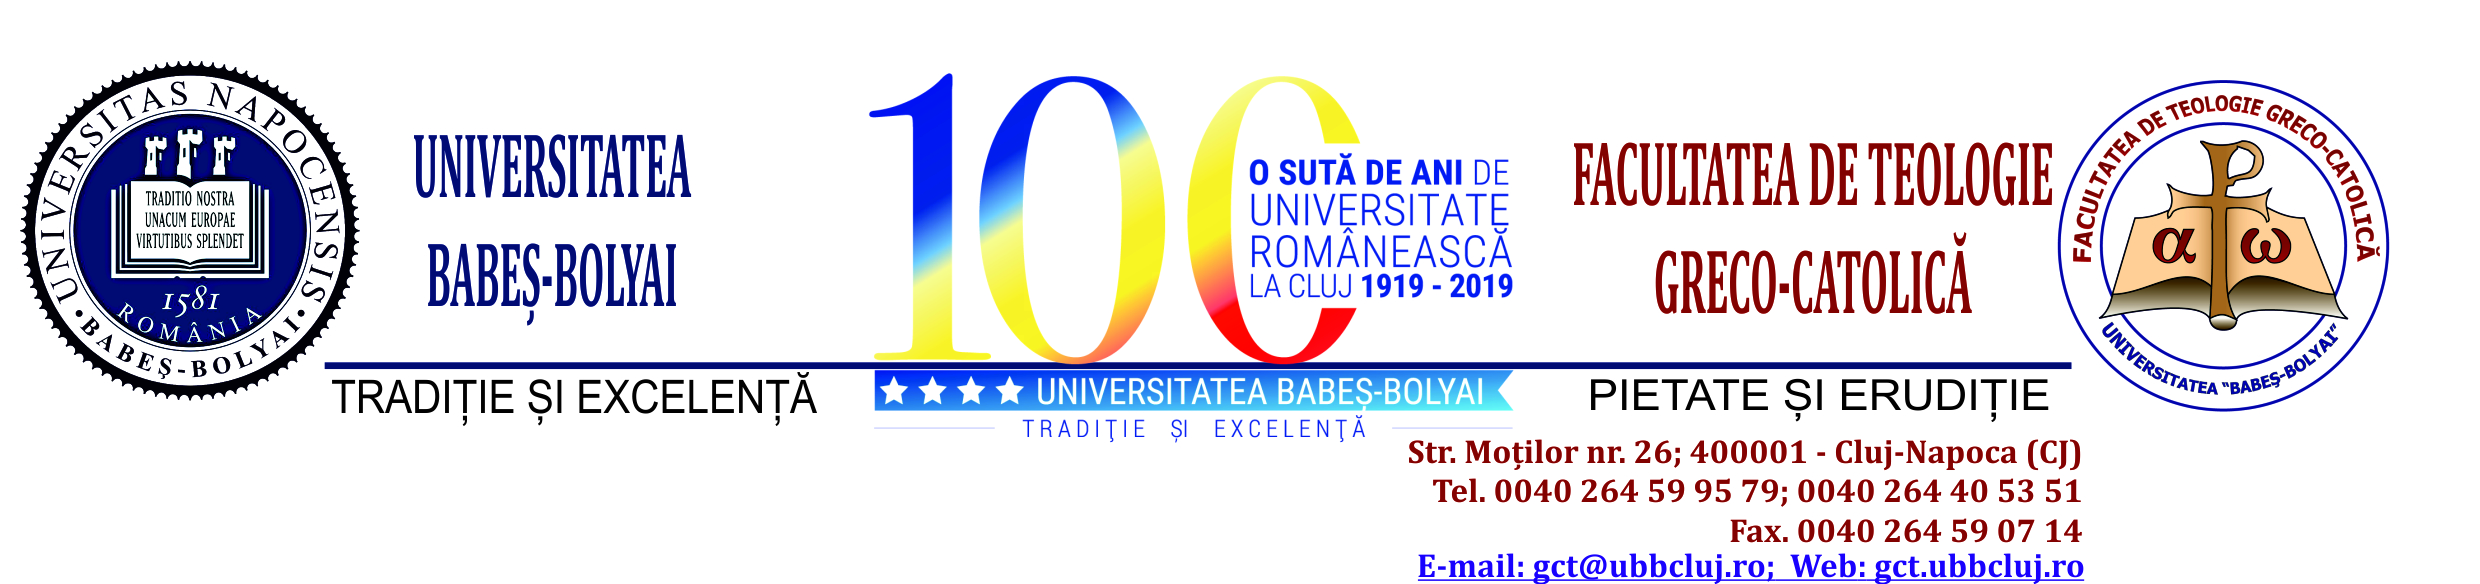 UNIVERSITAS NAPOCENSIS
• BABEŞ-BOLYAI •
TRADITIO NOSTRA
UNACUM EUROPAE
VIRTUTIBUS SPLENDET
1581
ROMÂNIA
UNIVERSITATEA
BABEȘ-BOLYAI
TRADIȚIE ȘI EXCELENȚĂ
100
O SUTĂ DE ANI DE
UNIVERSITATE
ROMÂNEASCĂ
LA CLUJ 1919 - 2019
UNIVERSITATEA BABEȘ-BOLYAI
TRADIŢIE ȘI EXCELENŢĂ
FACULTATEA DE TEOLOGIE
GRECO-CATOLICĂ
PIETATE ȘI ERUDIȚIE
FACULTATEA DE TEOLOGIE GRECO-CATOLICĂ
α ω
UNIVERSITATEA "BABEŞ-BOLYAI"
Str. Moților nr. 26; 400001 - Cluj-Napoca (CJ)
Tel. 0040 264 59 95 79; 0040 264 40 53 51
Fax. 0040 264 59 07 14
E-mail: gct@ubbcluj.ro; Web: gct.ubbcluj.ro